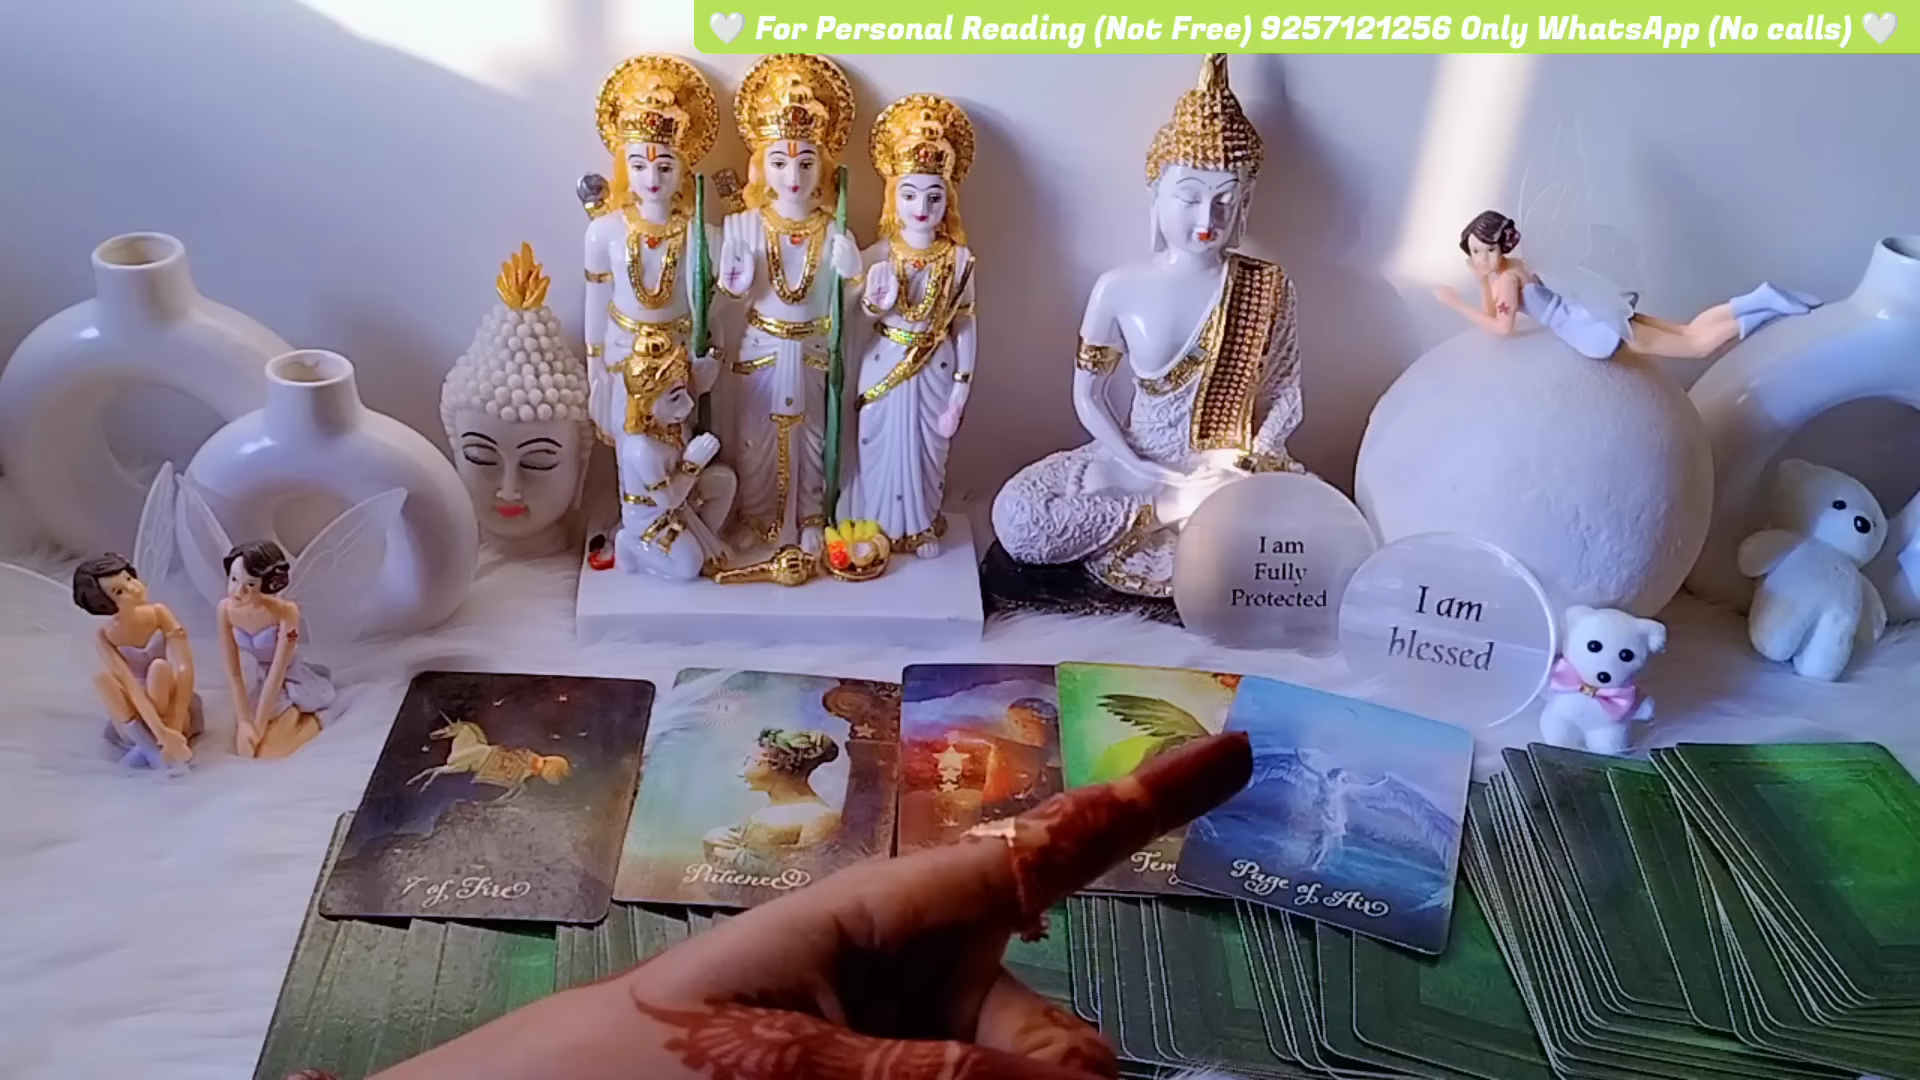 🤍 For Personal Reading (Not Free) 9257121256 Only WhatsApp (No calls) 🤍
I am
Fully
Protected
I am
blessed
7 of Fire
Patience
Page of Air